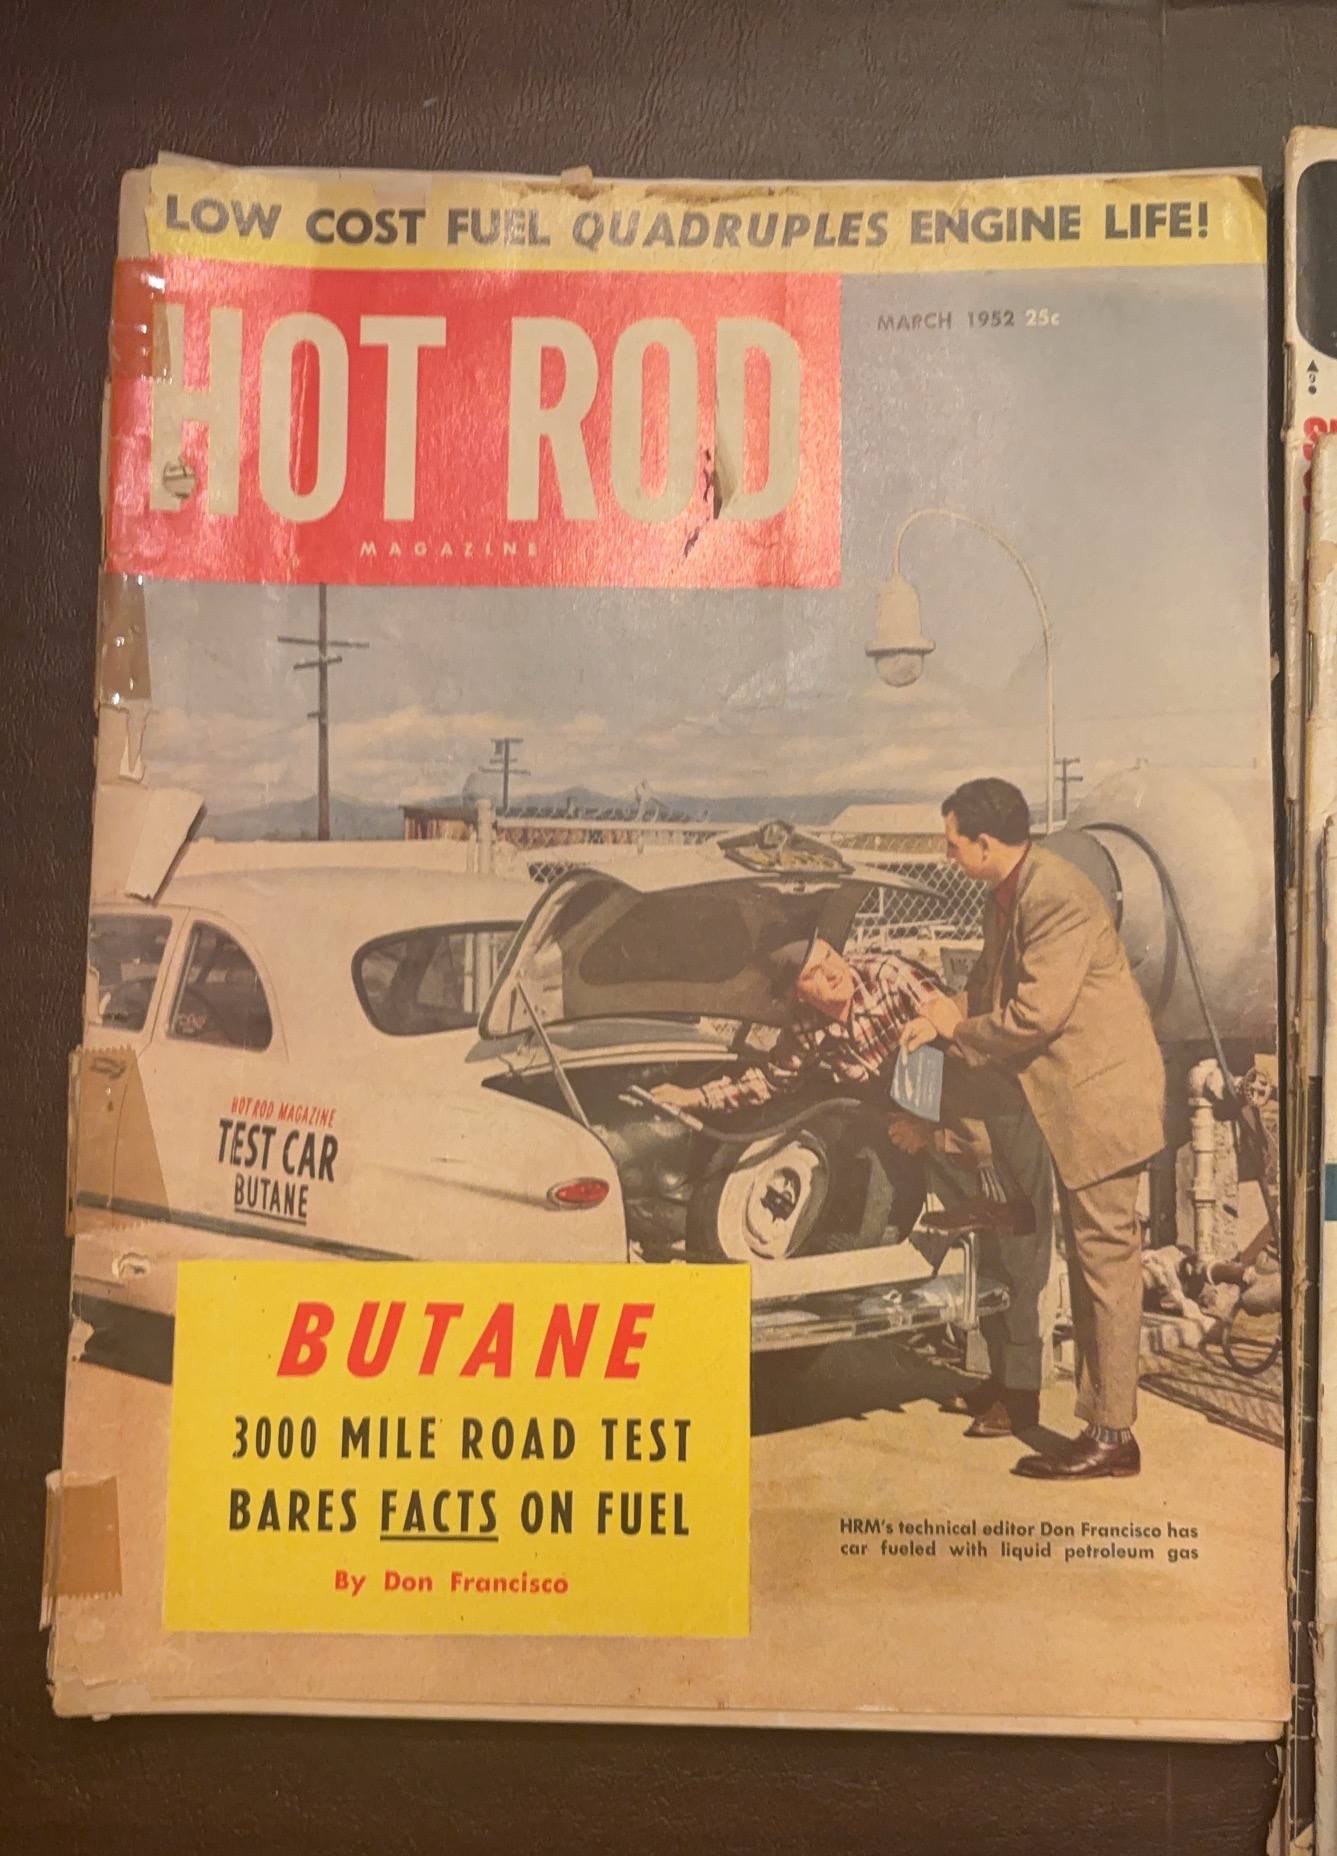 LOW COST FUEL QUADRUPLES ENGINE LIFE!
HOT ROD
MAGAZINE
MARCH 1952 25c
HOT ROD MAGAZINE
TEST CAR
BUTANE
BUTANE
3000 MILE ROAD TEST
BARES FACTS ON FUEL
By Don Francisco
HRM's technical editor Don Francisco has
car fueled with liquid petroleum gas